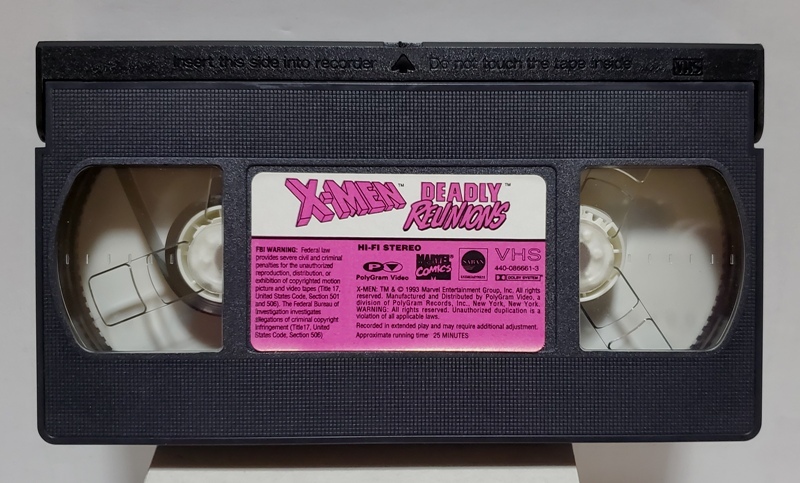 Insert this side into recorder Do not touch the tape inside VHS
X-MEN™ DEADLY REUNIONS™
FBI WARNING: Federal law
provides severe civil and criminal
penalties for the unauthorized
reproduction, distribution, or
exhibition of copyrighted motion
picture and video tapes (Title 17,
United States Code, Section 501
and 506). The Federal Bureau of
Investigation investigates
allegations of criminal copyright
infringement (Title17, United
States Code, Section 506)
HI-FI STEREO
PV
PolyGram Video
MARVEL
COMICS
SABAN
VHS
440-086661-3
DOLBY SYSTEM
X-MEN: TM & © 1993 Marvel Entertainment Group, Inc. All rights
reserved. Manufactured and Distributed by PolyGram Video, a
division of PolyGram Records, Inc., New York, New York.
WARNING: All rights reserved. Unauthorized duplication is a
violation of all applicable laws.
Recorded in extended play and may require additional adjustment.
Approximate running time 25 MINUTES